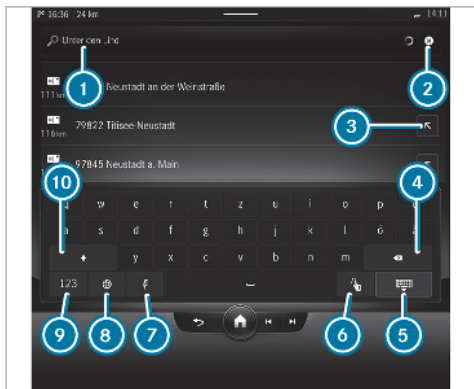 16:36 24 km 14:11
Unter den Lind
1
2
111 km Neustadt an der Weinstraße
116 km 79822 Titisee-Neustadt
3
97845 Neustadt a. Main
10
4
w e r t z u i o p
a s d f g h j k l ö ä
y x c v b n m
123
9
8
7
6
5